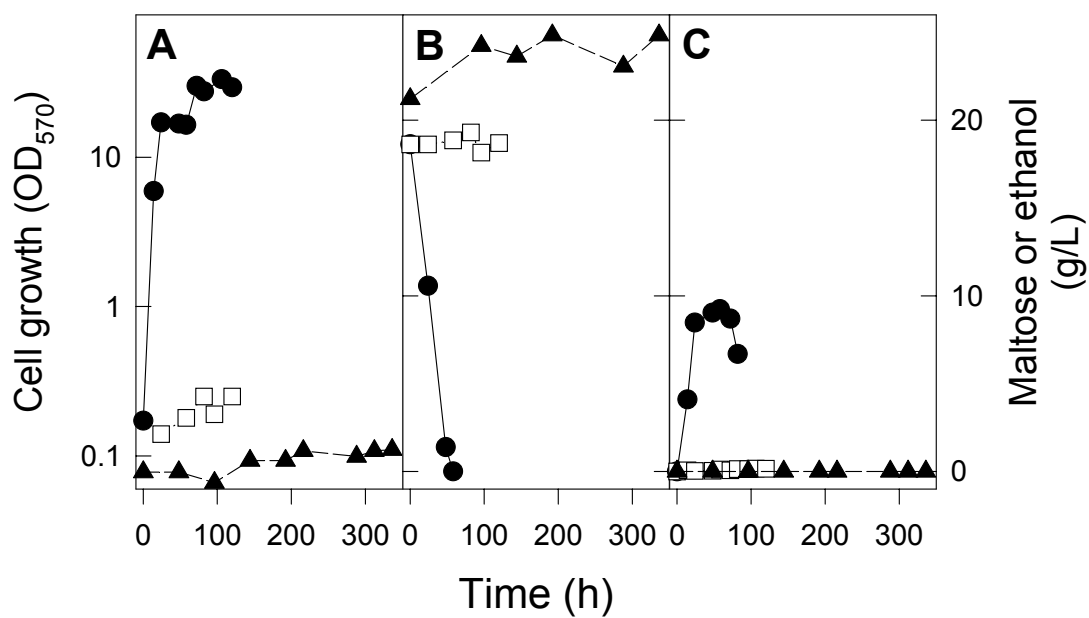 A B C
Cell growth (OD570)
10
1
0.1
20
10
0
Maltose or ethanol
(g/L)
0 100 200 300 0 100 200 300 0 100 200 300
Time (h)